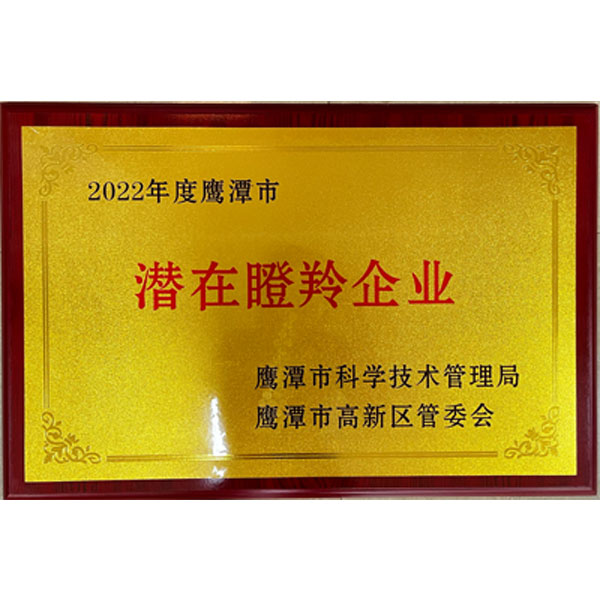 2022年度鹰潭市
潜在瞪羚企业
鹰潭市科学技术管理局
鹰潭市高新区管委会